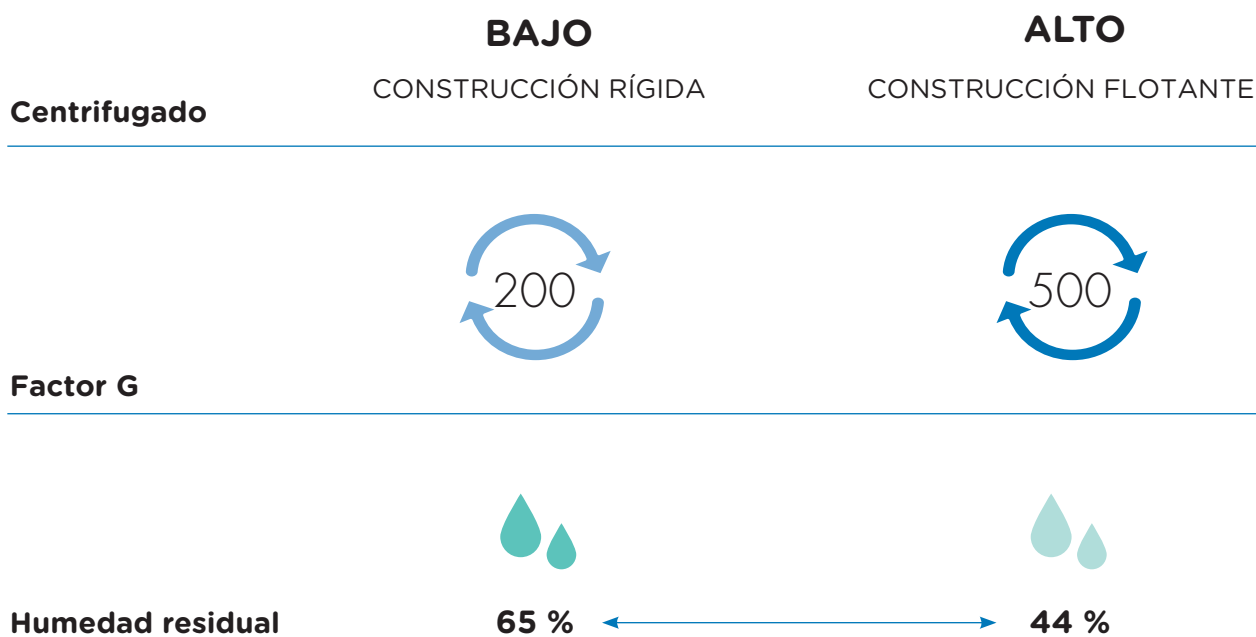 BAJO ALTO
CONSTRUCCIÓN RÍGIDA CONSTRUCCIÓN FLOTANTE
Centrifugado
200 500
Factor G
Humedad residual 65 % 44 %